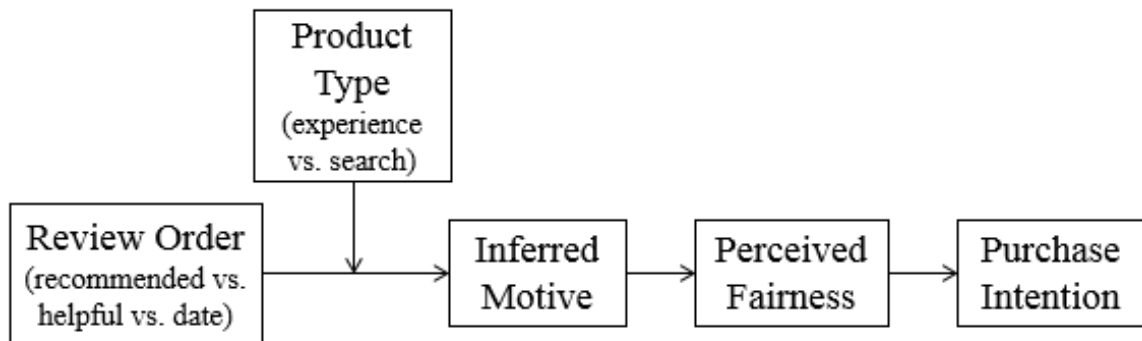 Product
Type
(experience
vs. search)
Review Order
(recommended vs.
helpful vs. date)
Inferred
Motive
Perceived
Fairness
Purchase
Intention